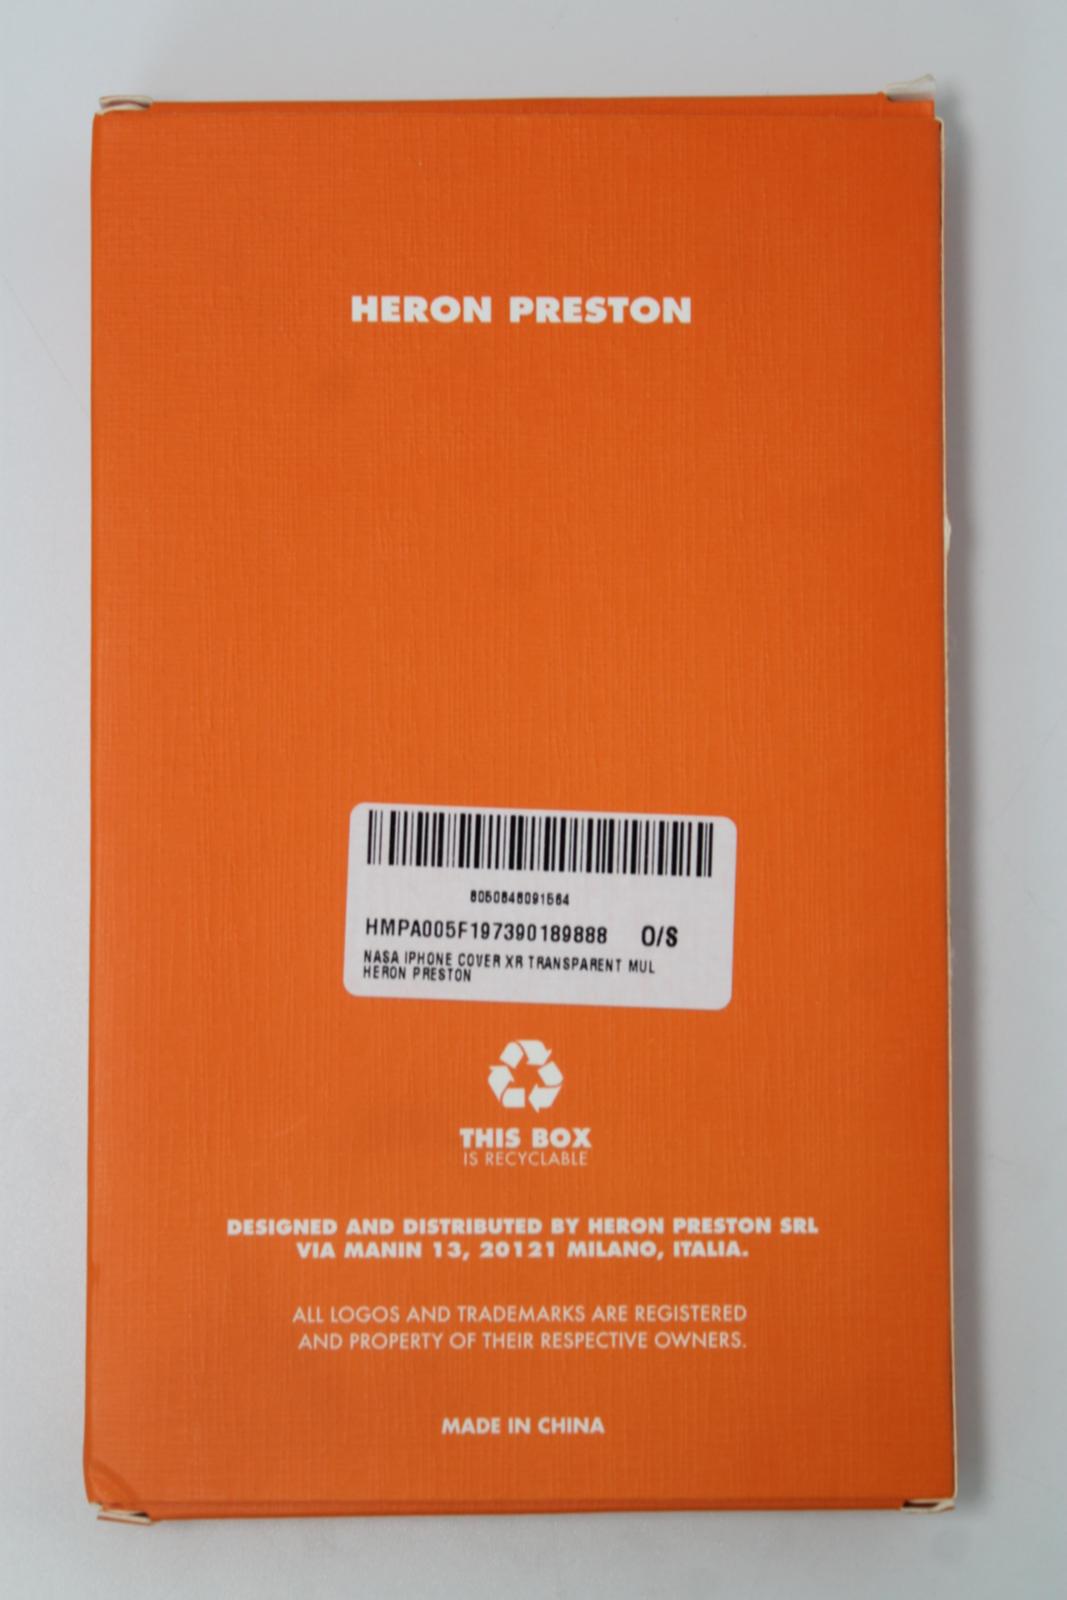 HERON PRESTON
8050848091564
HMPA005F197390189888 O/S
NASA IPHONE COVER XR TRANSPARENT MUL
HERON PRESTON
THIS BOX
IS RECYCLABLE
DESIGNED AND DISTRIBUTED BY HERON PRESTON SRL
VIA MANIN 13, 20121 MILANO, ITALIA.
ALL LOGOS AND TRADEMARKS ARE REGISTERED
AND PROPERTY OF THEIR RESPECTIVE OWNERS.
MADE IN CHINA